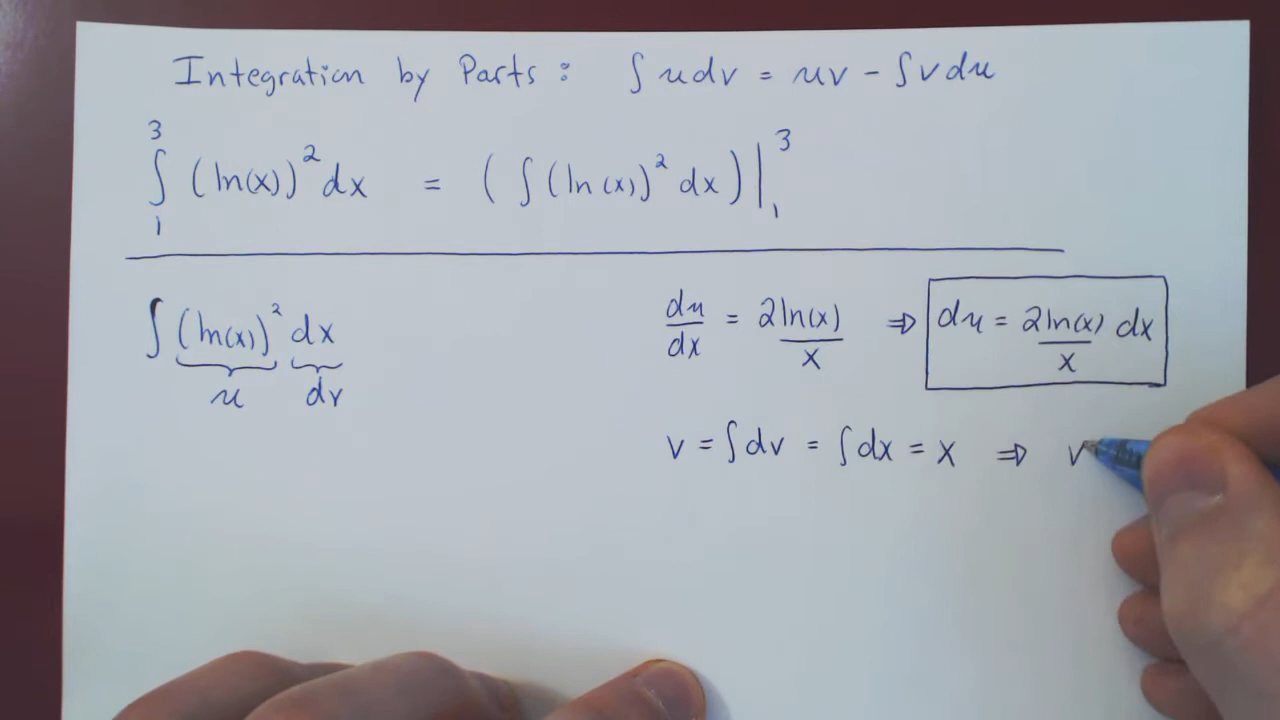 Integration by Parts : ∫ u dv = uv - ∫ v du
∫₁³ (ln(x))² dx = (∫ (ln(x))² dx)|₁³
∫ (ln(x))² dx
u dv
du/dx = 2ln(x)/x ⇒ du = 2ln(x)/x dx
v = ∫ dv = ∫ dx = x ⇒ v